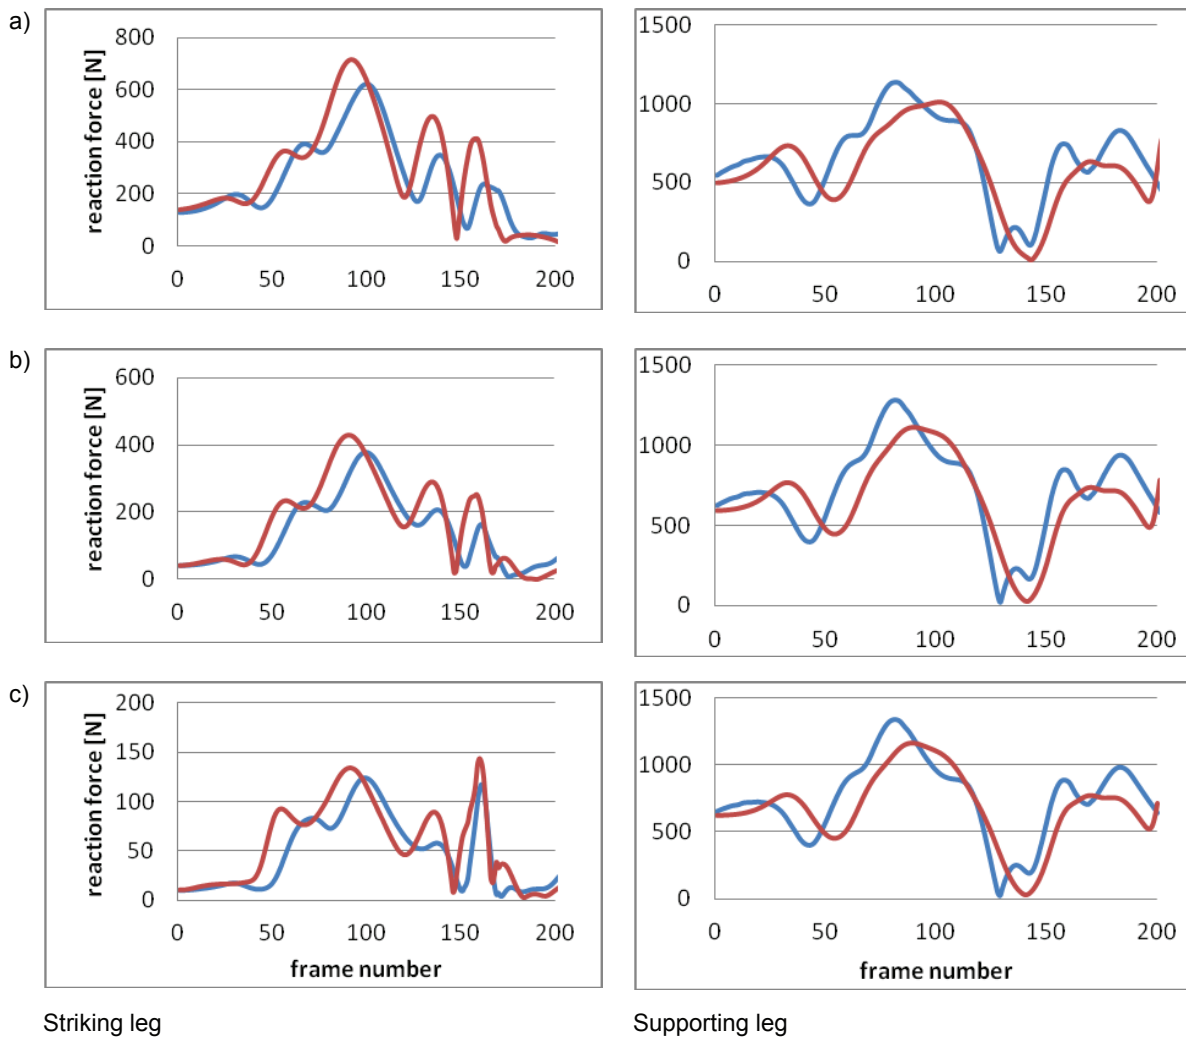 a)
reaction force [N]
800
600
400
200
0
0 50 100 150 200
1500
1000
500
0
0 50 100 150 200
b)
reaction force [N]
600
400
200
0
0 50 100 150 200
1500
1000
500
0
0 50 100 150 200
c)
reaction force [N]
200
150
100
50
0
0 50 100 150 200
frame number
1500
1000
500
0
0 50 100 150 200
frame number
Striking leg
Supporting leg